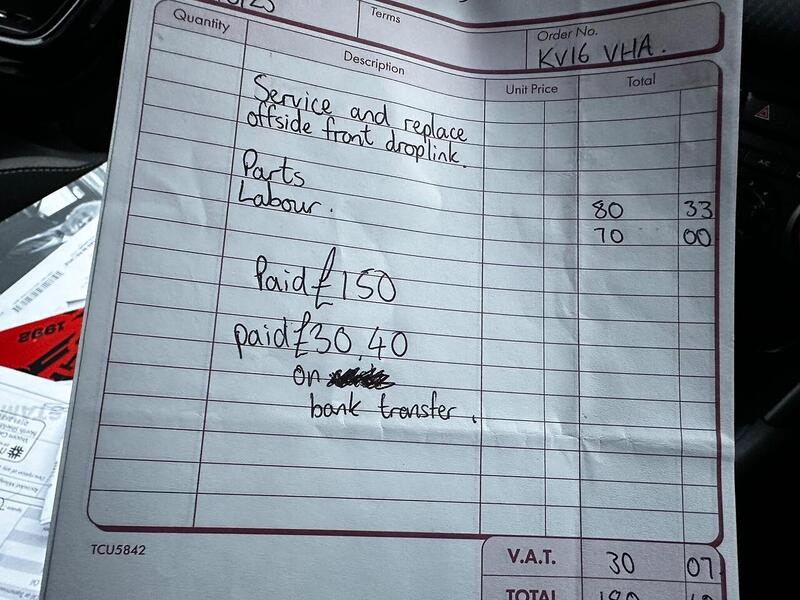 Terms
Quantity
Order No.
KV16 VHA.
Description
Unit Price
Total
Service and replace
offside front droplink.
Parts 80 33
Labour. 70 00
Paid £150
paid £30.40
on
bank transfer.
TCU5842
V.A.T. 30 07
TOTAL
1998